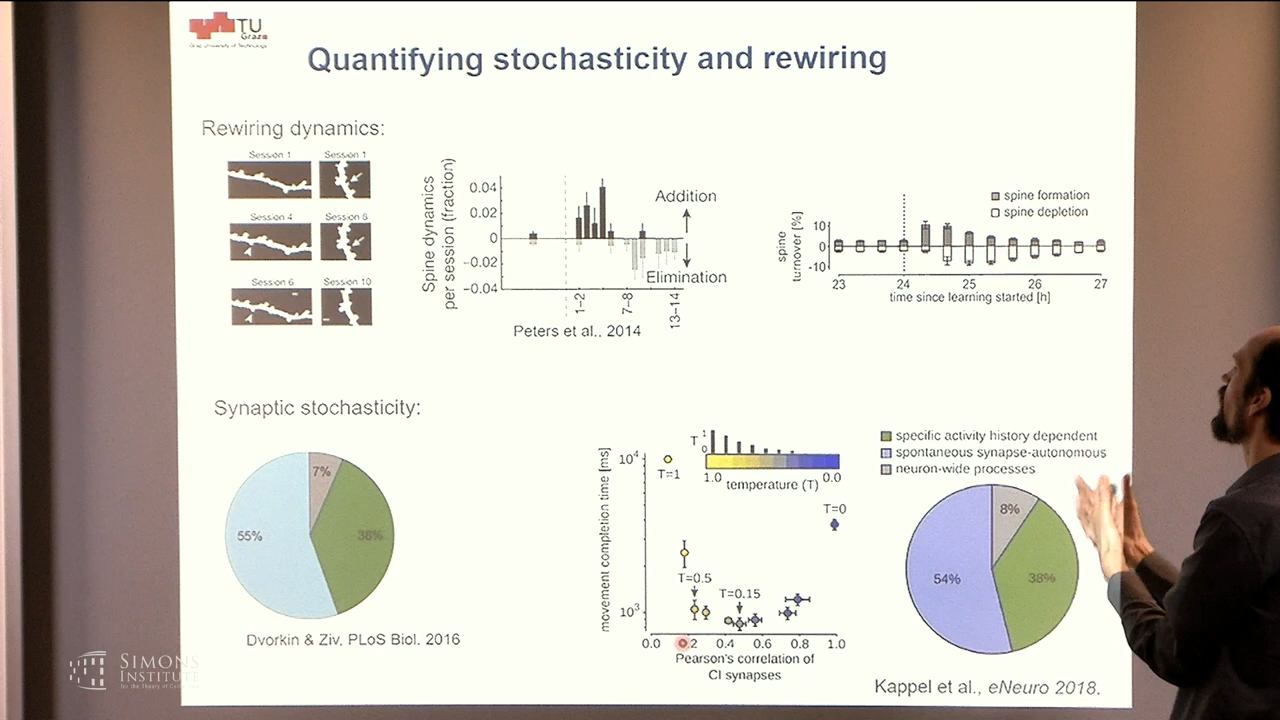 TU
Graz
Graz University of Technology
Quantifying stochasticity and rewiring
Rewiring dynamics:
Session 1
Session 1
Session 4
Session 8
Session 6
Session 10
Spine dynamics
per session (fraction)
0.04
0.02
0
−0.02
−0.04
1–2
7–8
13–14
Addition
Elimination
Peters et al., 2014
spine formation
spine depletion
spine
turnover [%]
10
0
-10
23
24
25
26
27
time since learning started [h]
Synaptic stochasticity:
7%
55%
38%
Dvorkin & Ziv, PLoS Biol. 2016
movement completion time [ms]
10⁴
10³
T=1
T
1
0
1.0
0.0
temperature (T)
T=0
T=0.5
T=0.15
0.0
0.4
0.6
0.8
1.0
Pearson's correlation of
CI synapses
specific activity history dependent
spontaneous synapse-autonomous
neuron-wide processes
8%
54%
38%
Kappel et al., eNeuro 2018.
SIMONS
INSTITUTE